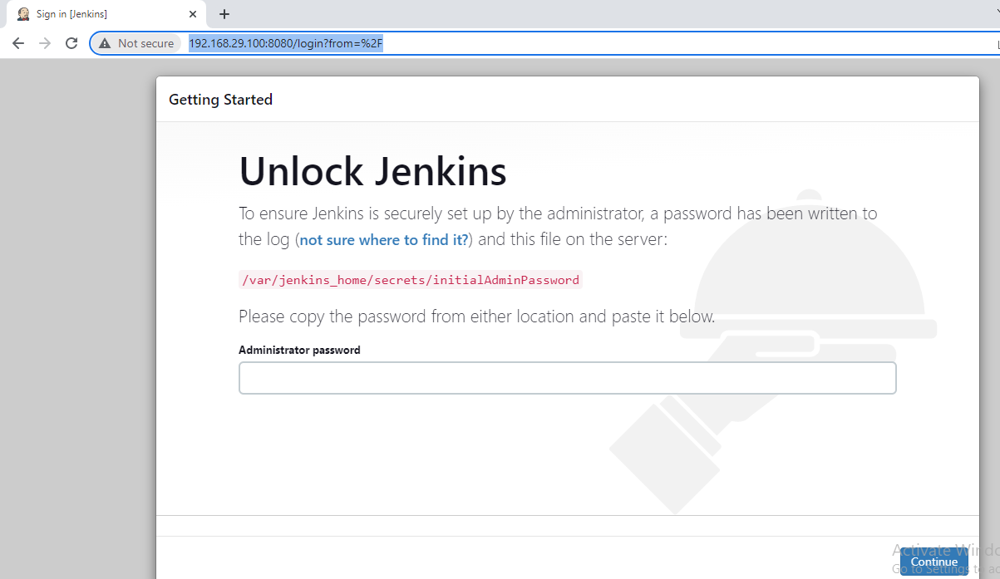 Sign in [Jenkins]
Not secure
192.168.29.100:8080/login?from=%2F
Getting Started
Unlock Jenkins
To ensure Jenkins is securely set up by the administrator, a password has been written to
the log (not sure where to find it?) and this file on the server:
/var/jenkins_home/secrets/initialAdminPassword
Please copy the password from either location and paste it below.
Administrator password
Activate Windo
Go to Settings to ac
Continue